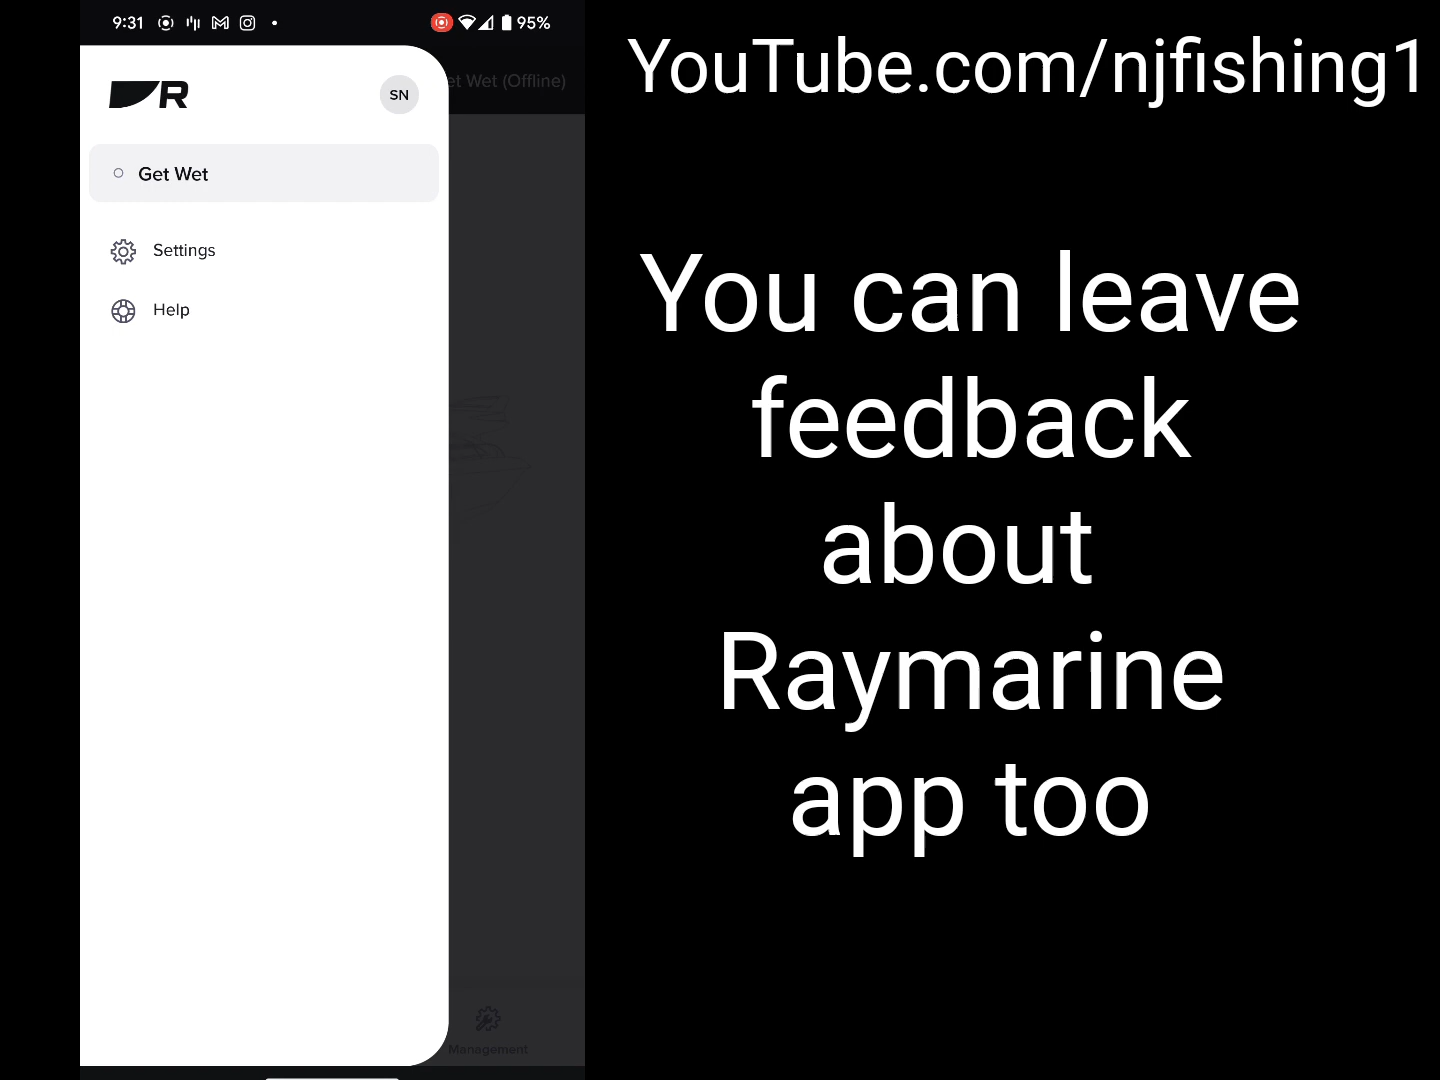 9:31
95%
YouTube.com/njfishing1
R
SN
et Wet (Offline)
Get Wet
Settings
Help
You can leave
feedback
about
Raymarine
app too
Management